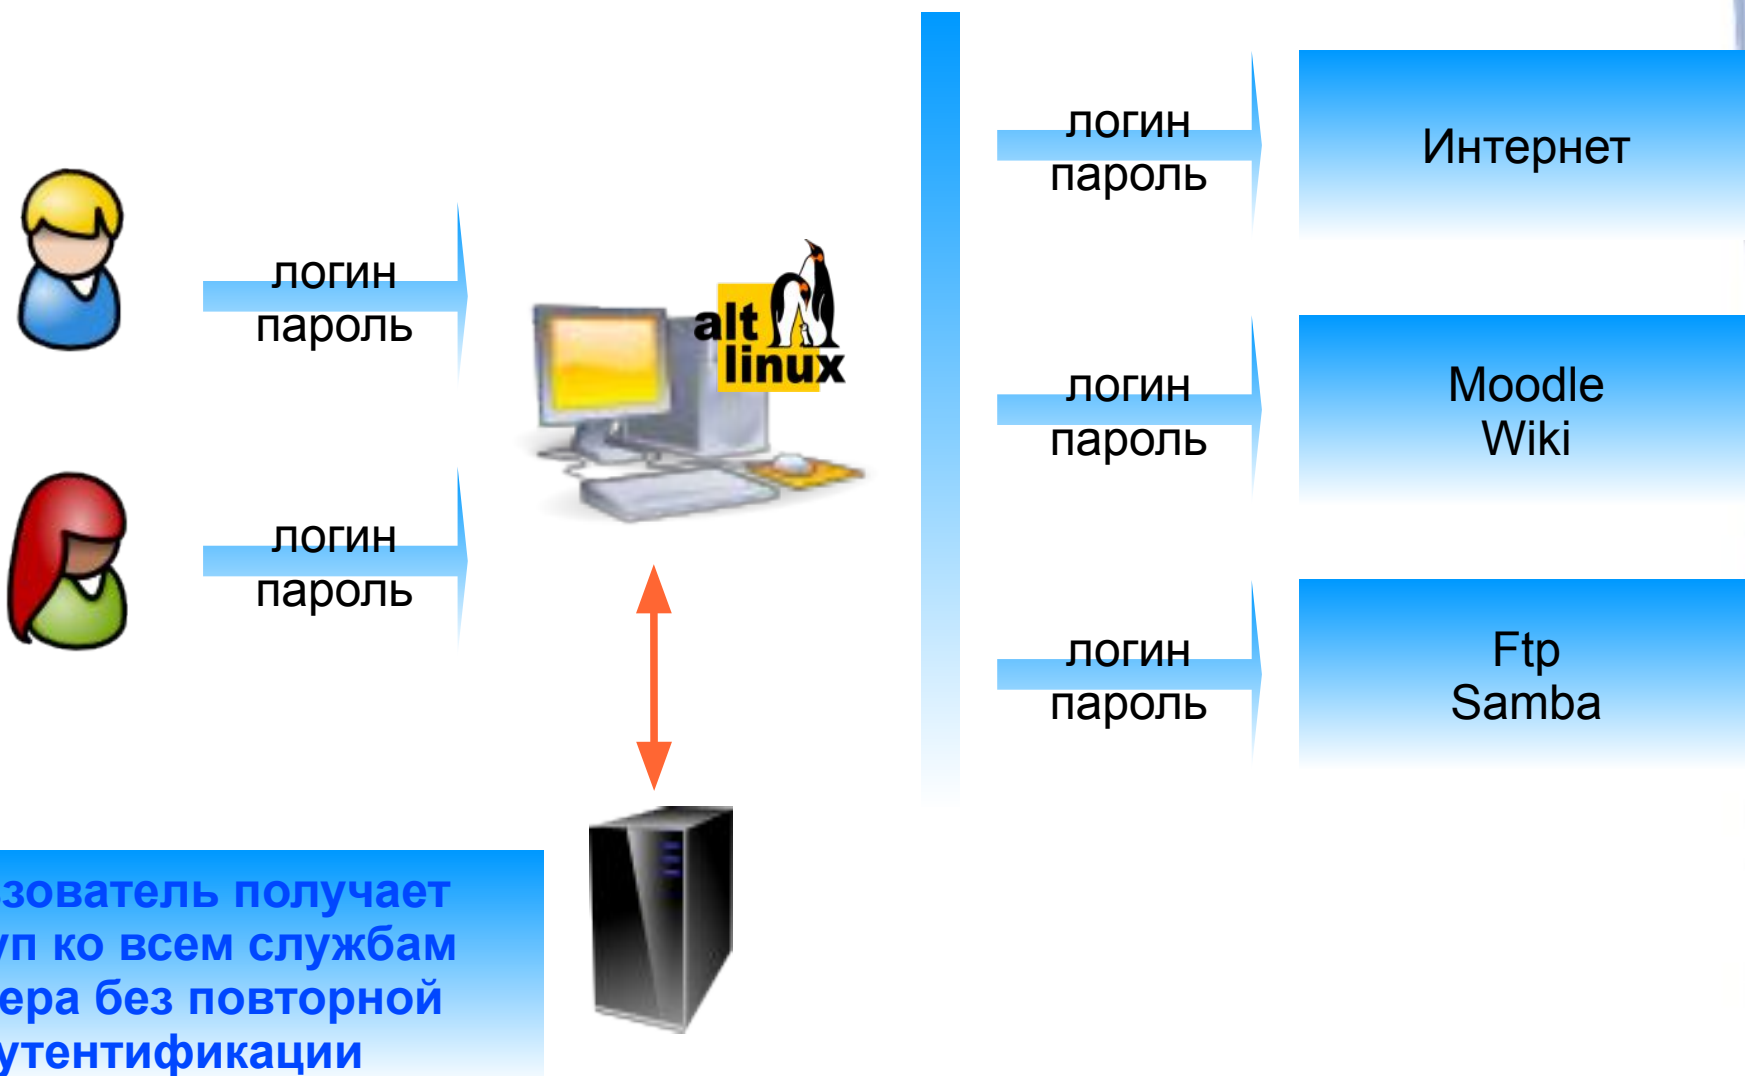 логин
пароль
логин
пароль
alt
linux
логин
пароль
Интернет
логин
пароль
Moodle
Wiki
логин
пароль
Ftp
Samba
зователь получает
уп ко всем службам
ера без повторной
утентификации